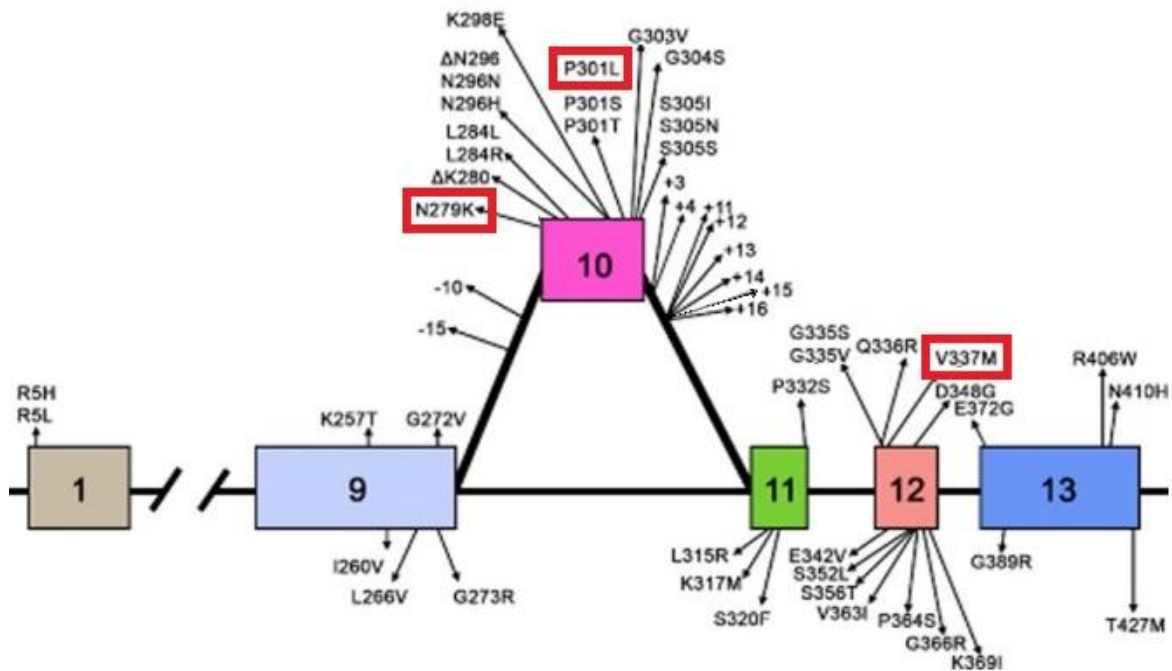 K298E
ΔN296
N296N
N296H
L284L
L284R
ΔK280
N279K
P301L
P301S
P301T
G303V
G304S
S305I
S305N
S305S
+3
+4
+11
+12
+13
+14
+15
+16
10
-10
-15
R5H
R5L
K257T
G272V
P332S
G335S
G335V
Q336R
V337M
D348G
E372G
R406W
N410H
1
9
11
12
13
I260V
L266V
G273R
L315R
K317M
S320F
E342V
S352L
S356T
V363I
P364S
G366R
K369I
G389R
T427M